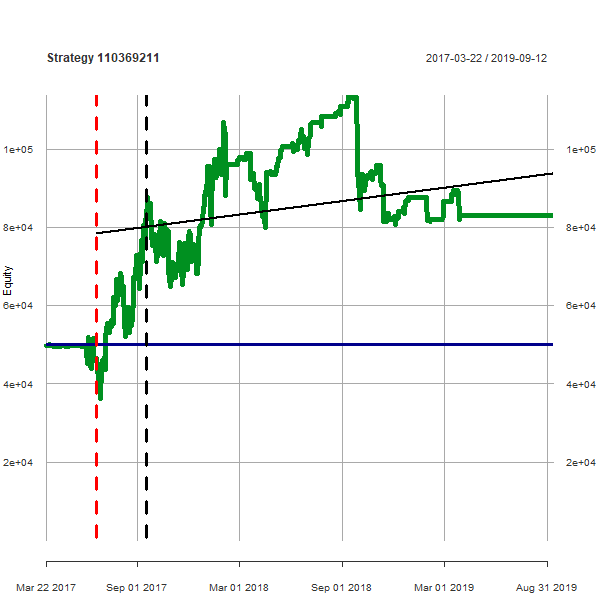 Strategy 110369211
2017-03-22 / 2019-09-12
1e+05
1e+05
8e+04
8e+04
Equity
6e+04
6e+04
4e+04
4e+04
2e+04
2e+04
Mar 22 2017
Sep 01 2017
Mar 01 2018
Sep 01 2018
Mar 01 2019
Aug 31 2019